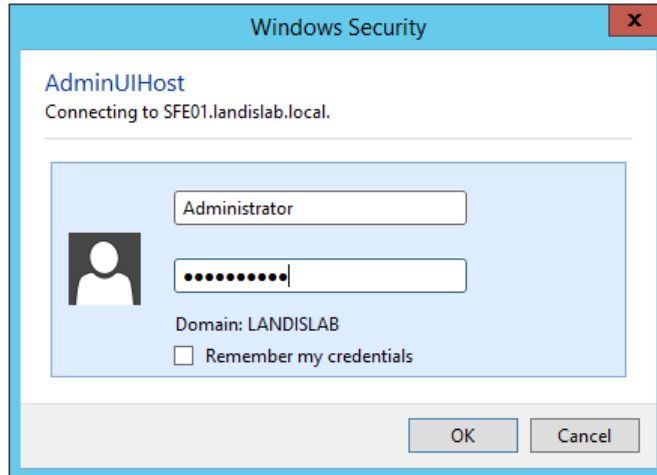 Windows Security
x
AdminUIHost
Connecting to SFE01.landislab.local.
Administrator
••••••••••
Domain: LANDISLAB
Remember my credentials
OK
Cancel